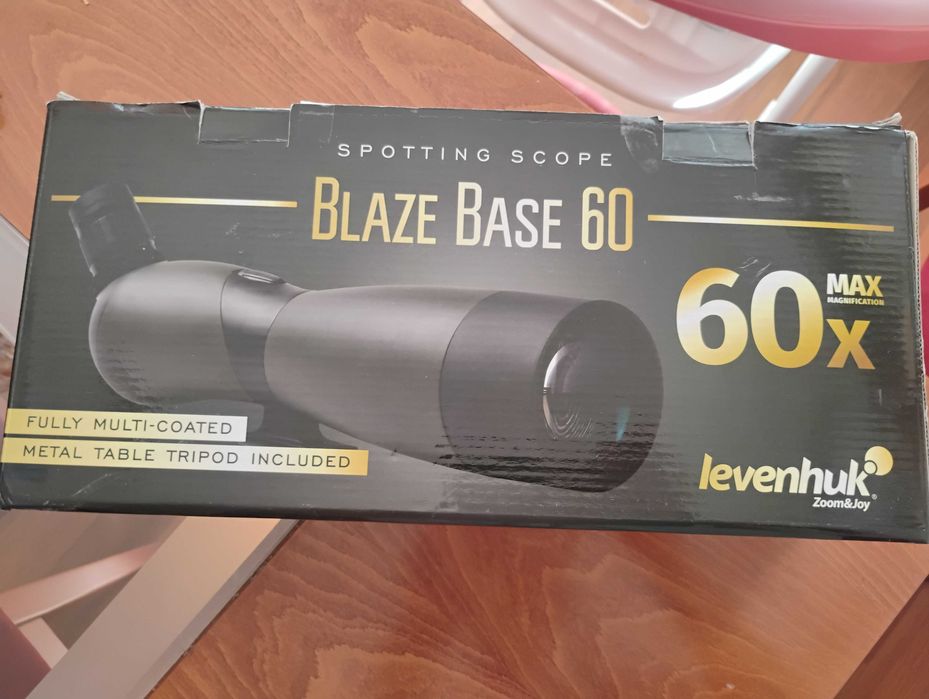 SPOTTING SCOPE
BLAZE BASE 60
60x
MAX
MAGNIFICATION
FULLY MULTI-COATED
METAL TABLE TRIPOD INCLUDED
levenhuk®
Zoom&Joy